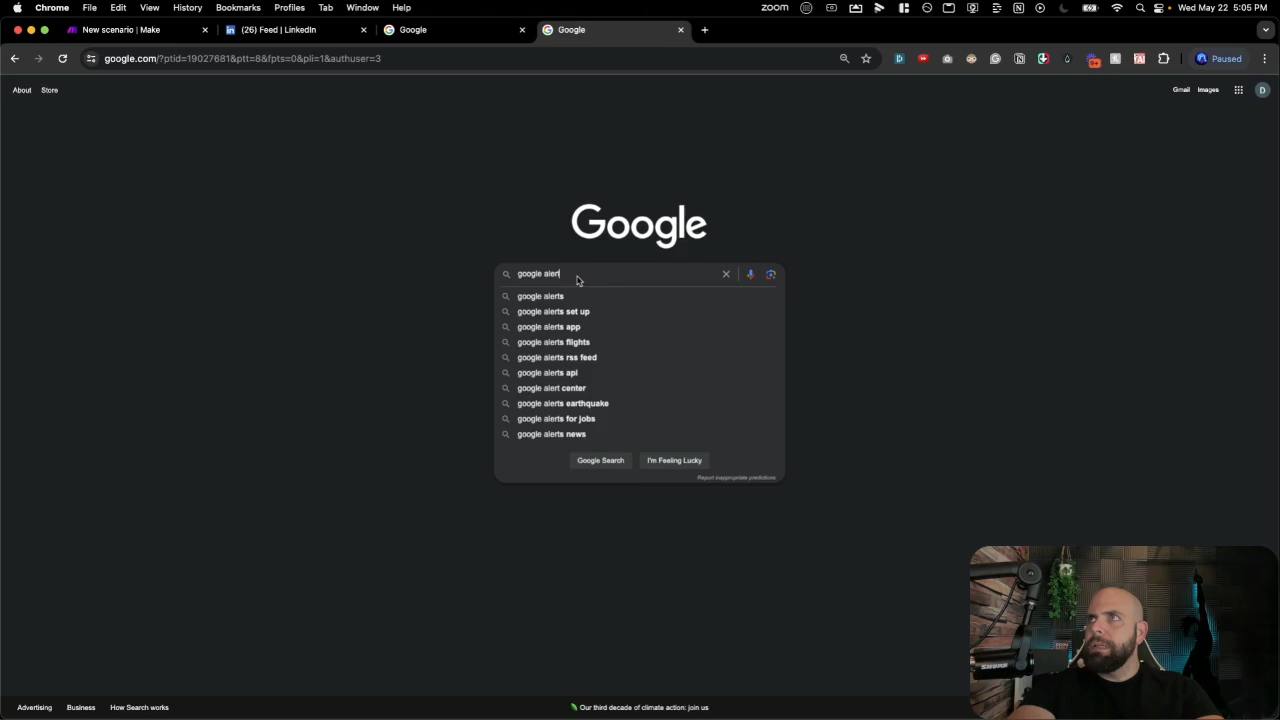 Chrome File Edit View History Bookmarks Profiles Tab Window Help zoom Wed May 22 5:05 PM
New scenario | Make (26) Feed | LinkedIn Google Google
google.com/?ptid=19027681&ptt=8&fpts=0&pli=1&authuser=3 9+ Paused
About Store Gmail Images D
Google
google alert
google alerts
google alerts set up
google alerts app
google alerts flights
google alerts rss feed
google alerts api
google alert center
google alerts earthquake
google alerts for jobs
google alerts news
Google Search I'm Feeling Lucky
Report inappropriate predictions
SHURE
Advertising Business How Search works Our third decade of climate action: join us